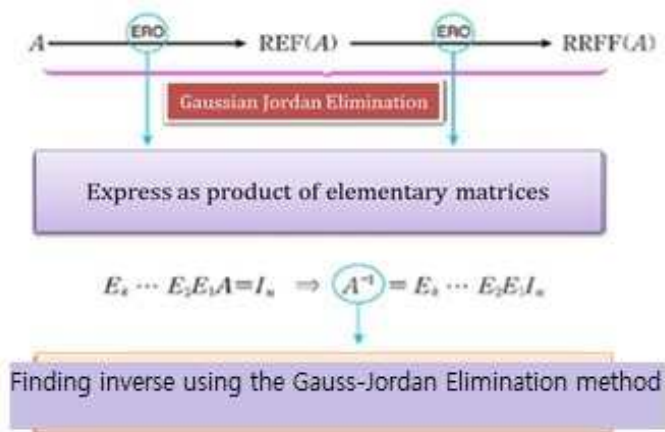 ERO ERO
A REF(A) RRFF(A)
Gaussian Jordan Elimination
Express as product of elementary matrices
Eₖ ⋯ E₂E₁A=Iₙ ⇒ A⁻¹ = Eₖ ⋯ E₂E₁Iₙ
Finding inverse using the Gauss-Jordan Elimination method